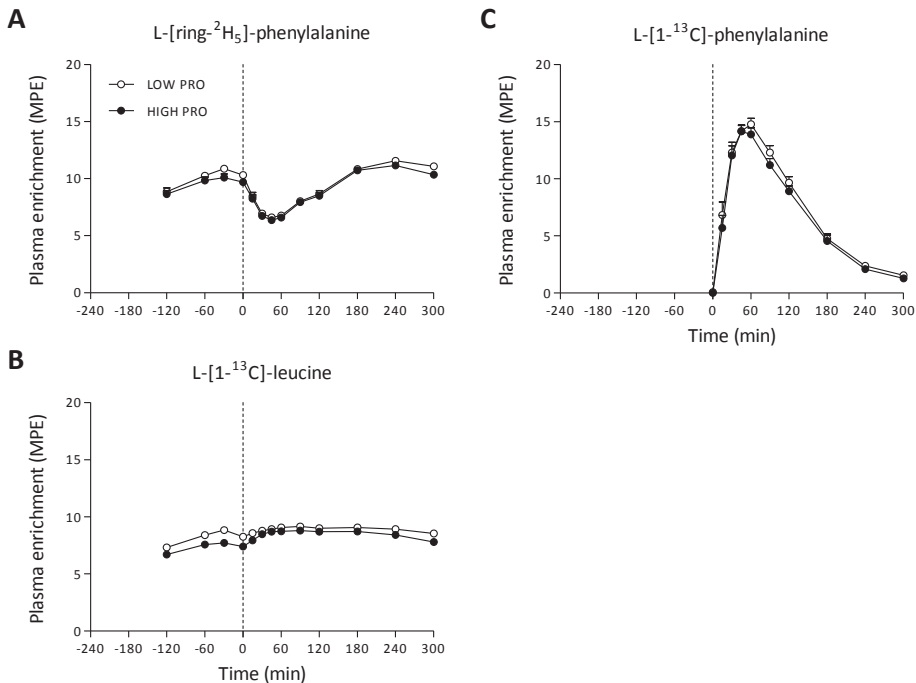 A
L-[ring-²H₅]-phenylalanine
Plasma enrichment (MPE)
20
15
10
5
0
LOW PRO
HIGH PRO
-240 -180 -120 -60 0 60 120 180 240 300
C
L-[1-¹³C]-phenylalanine
Plasma enrichment (MPE)
20
15
10
5
0
-240 -180 -120 -60 0 60 120 180 240 300
Time (min)
B
L-[1-¹³C]-leucine
Plasma enrichment (MPE)
20
15
10
5
0
-240 -180 -120 -60 0 60 120 180 240 300
Time (min)